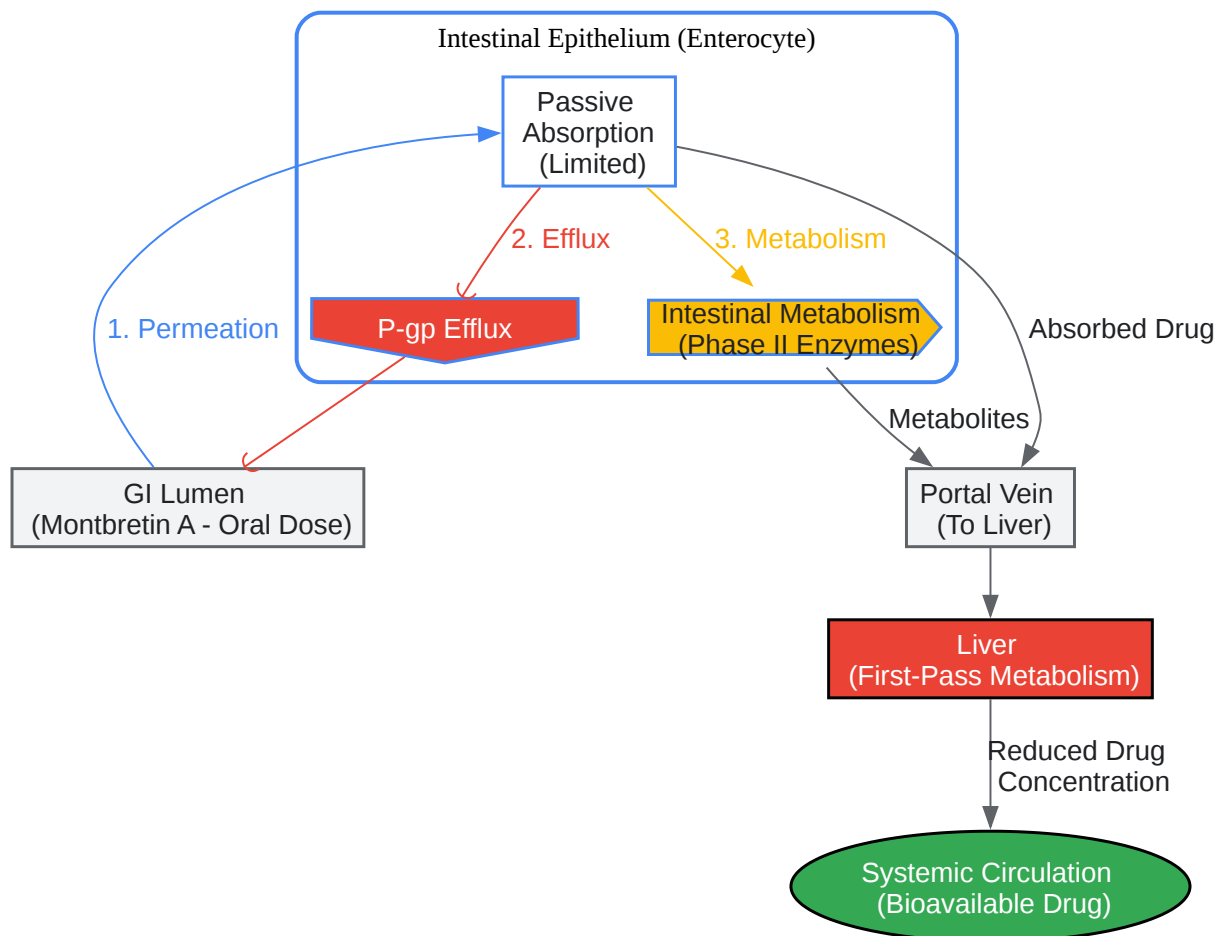 Intestinal Epithelium (Enterocyte)
Passive
Absorption
(Limited)
2. Efflux
3. Metabolism
1. Permeation
P-gp Efflux
Intestinal Metabolism
(Phase II Enzymes)
Absorbed Drug
Metabolites
GI Lumen
(Montbretin A - Oral Dose)
Portal Vein
(To Liver)
Liver
(First-Pass Metabolism)
Reduced Drug
Concentration
Systemic Circulation
(Bioavailable Drug)